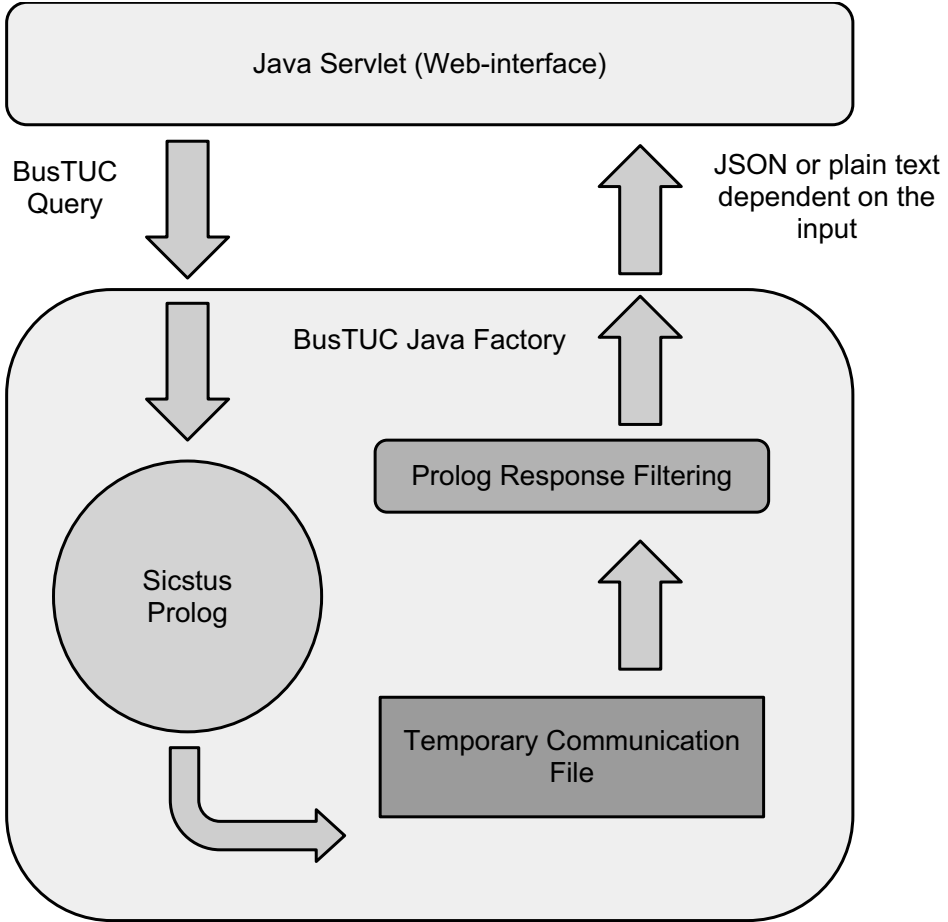 Java Servlet (Web-interface)
BusTUC
Query
JSON or plain text
dependent on the
input
BusTUC Java Factory
Prolog Response Filtering
Sicstus
Prolog
Temporary Communication
File